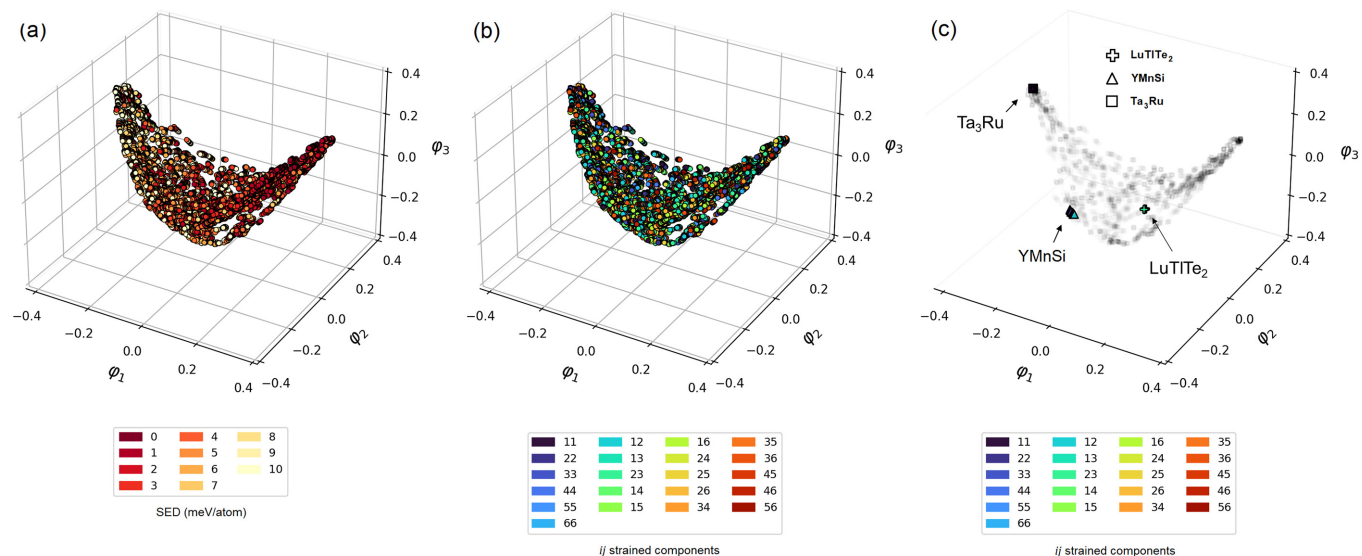 (a)
0.4
0.2
0.0
−0.2
−0.4
φ3
−0.4
−0.2
0.0
0.2
0.4
φ1
−0.4
−0.2
0.0
0.2
0.4
φ2
0 4 8
1 5 9
2 6 10
3 7
SED (meV/atom)
(b)
0.4
0.2
0.0
−0.2
−0.4
φ3
−0.4
−0.2
0.0
0.2
0.4
φ1
−0.4
−0.2
0.0
0.2
0.4
φ2
11 12 16 35
22 13 24 36
33 23 25 45
44 14 26 46
55 15 34 56
66
ij strained components
(c)
LuTlTe2
YMnSi
Ta3Ru
Ta3Ru
YMnSi
LuTlTe2
0.4
0.2
0.0
−0.2
−0.4
φ3
−0.4
−0.2
0.0
0.2
0.4
φ1
−0.4
−0.2
0.0
0.2
0.4
φ2
11 12 16 35
22 13 24 36
33 23 25 45
44 14 26 46
55 15 34 56
66
ij strained components